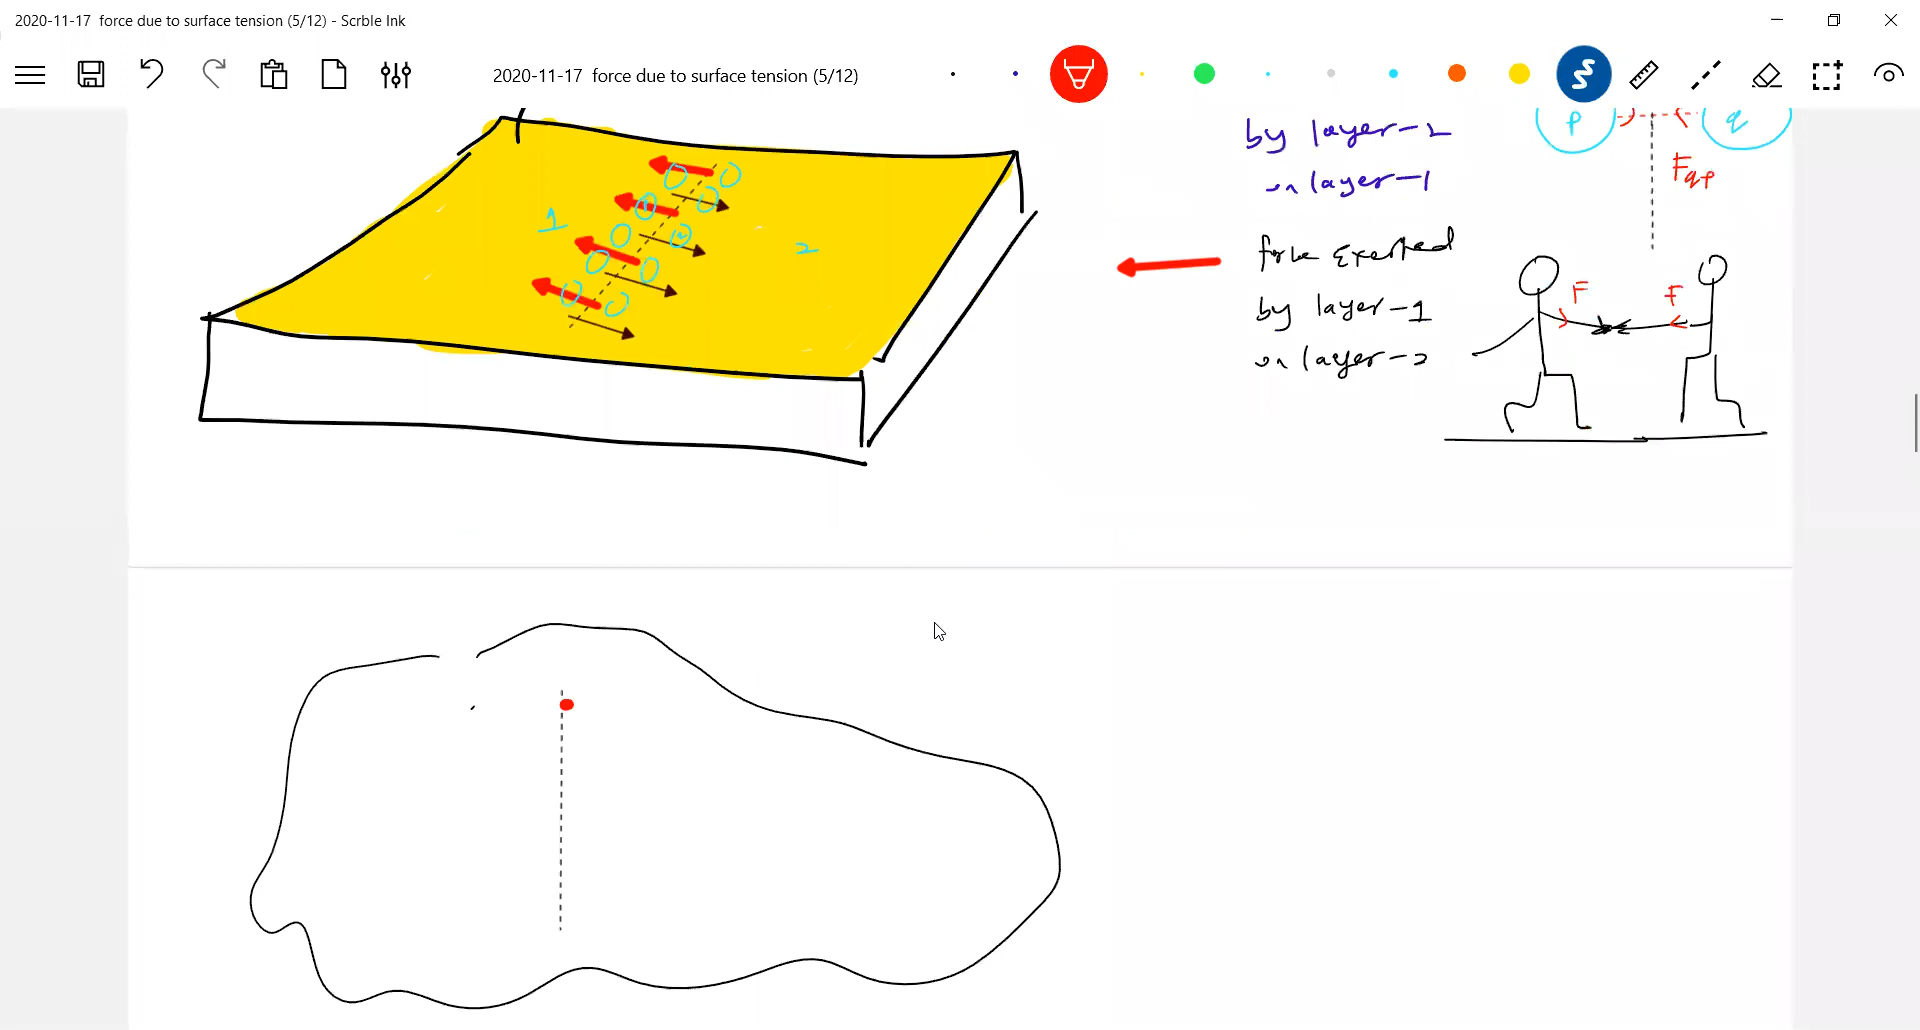 2020-11-17 force due to surface tension (5/12) - Scrble Ink
2020-11-17 force due to surface tension (5/12)
by layer-2
on layer-1
force exerted
by layer-1
on layer-2
1
2
p
q
Fqp
F
F